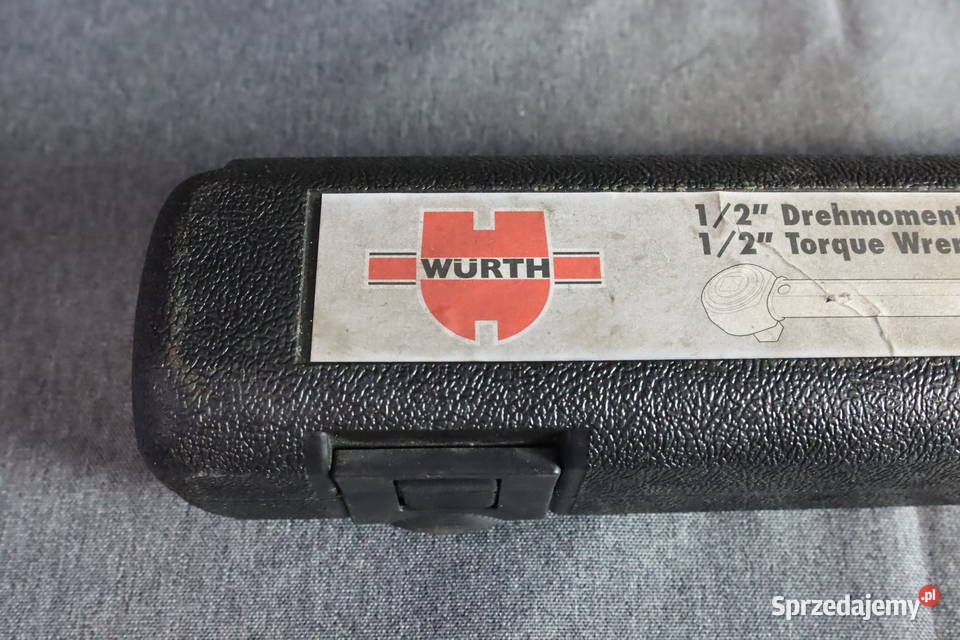 WÜRTH
1/2" Drehmoment
1/2" Torque Wren
Sprzedajemy.pl